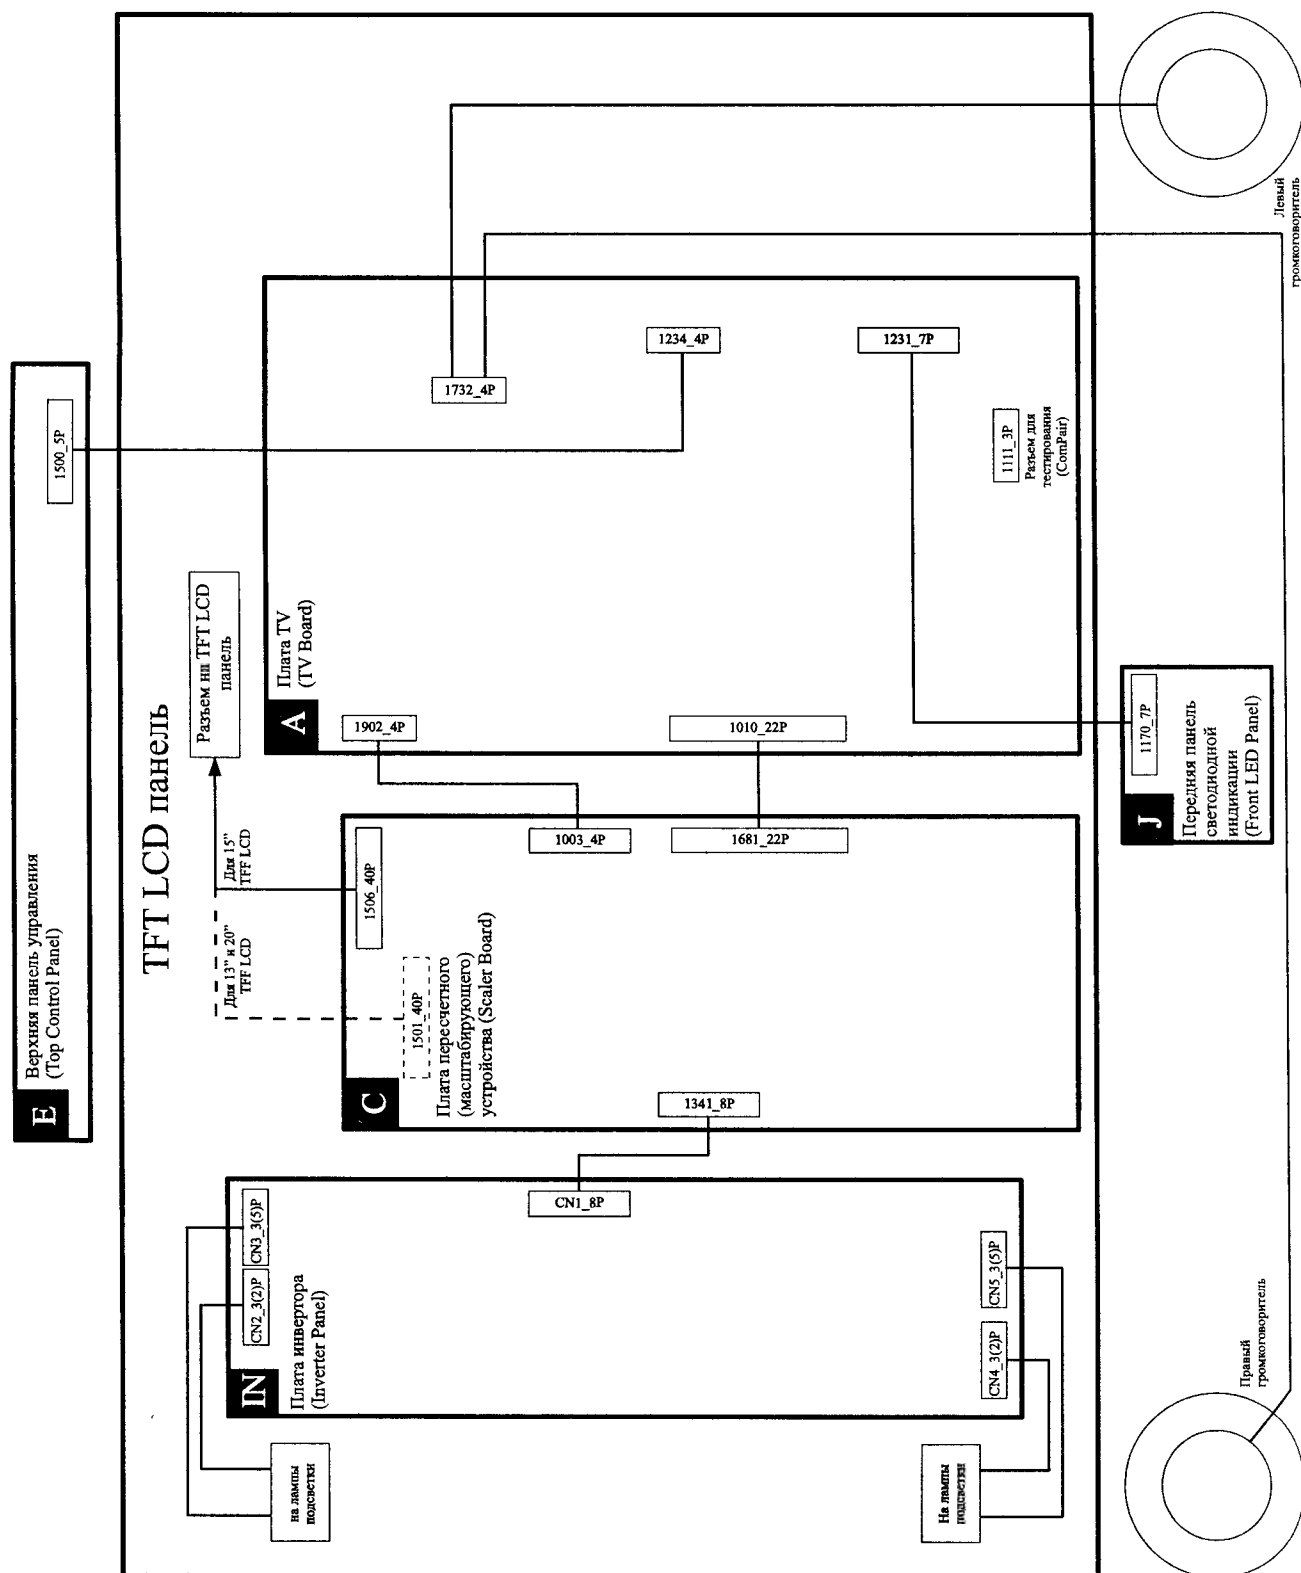 E
Верхняя панель управления
(Top Control Panel)
1500_5P
TFT LCD панель
Разъем нп TFT LCD
панель
Для 13" и 20"
TFF LCD
Для 15"
TFF LCD
IN
Плата инвертора
(Inverter Panel)
CN2_3(2)P
CN3_3(5)P
CN1_8P
CN4_3(2)P
CN5_3(5)P
на лампы
подсветки
На лампы
подсветки
C
Плата пересчетного
(масштабирующего)
устройства (Scaler Board)
1501_40P
1506_40P
1003_4P
1681_22P
1341_8P
A
Плата TV
(TV Board)
1902_4P
1010_22P
1732_4P
1234_4P
1231_7P
1111_3P
Разъем для
тестирования
(ComPair)
J
1170_7P
Передняя панель
светодиодной
индикации
(Front LED Panel)
Правый
громкоговоритель
Левый
громкоговоритель